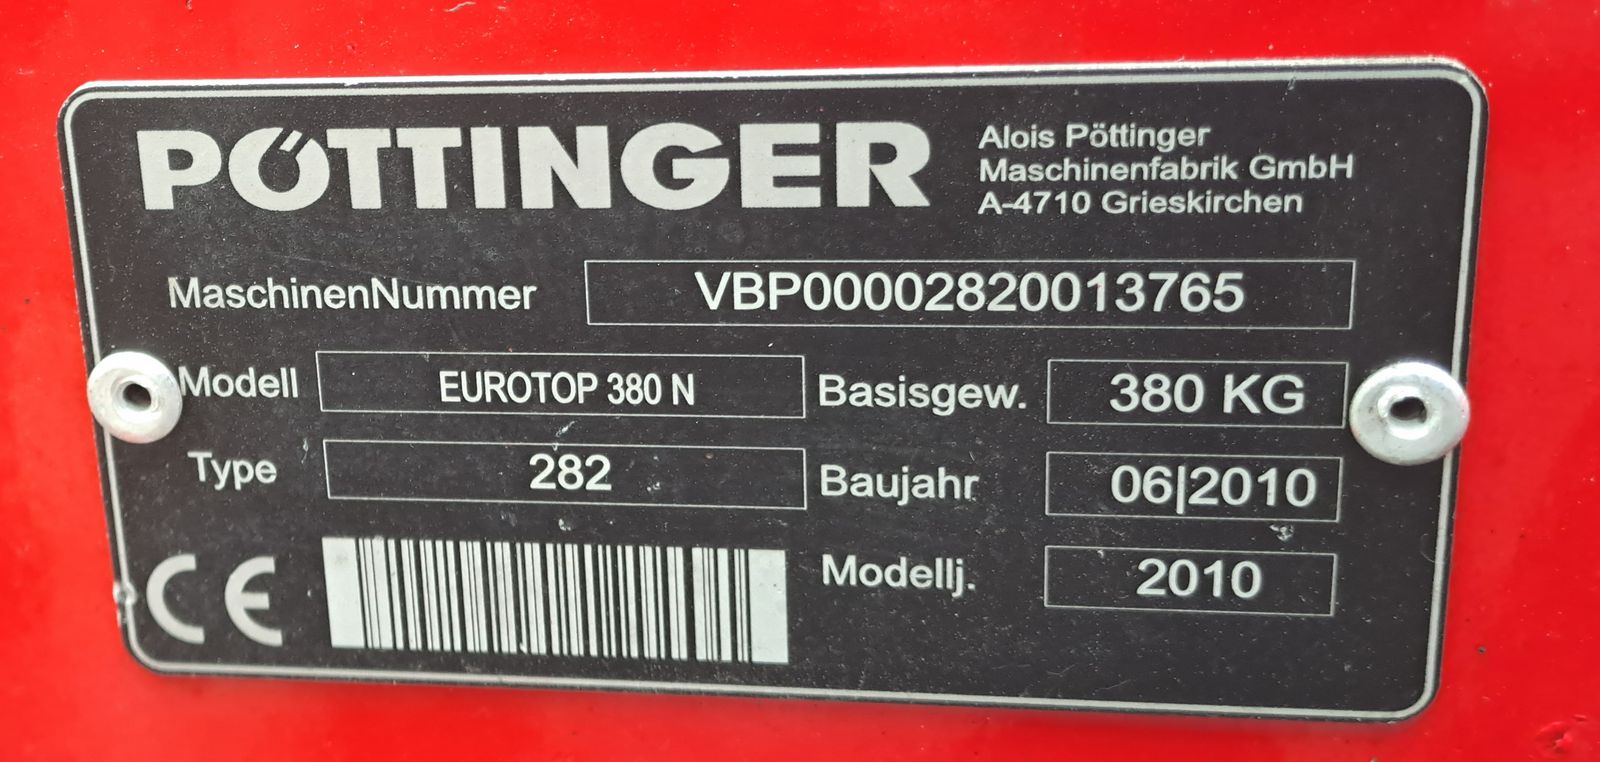 PÖTTINGER
Alois Pöttinger
Maschinenfabrik GmbH
A-4710 Grieskirchen
MaschinenNummer VBP00002820013765
Modell EUROTOP 380 N Basisgew. 380 KG
Type 282 Baujahr 06|2010
CE Modellj. 2010